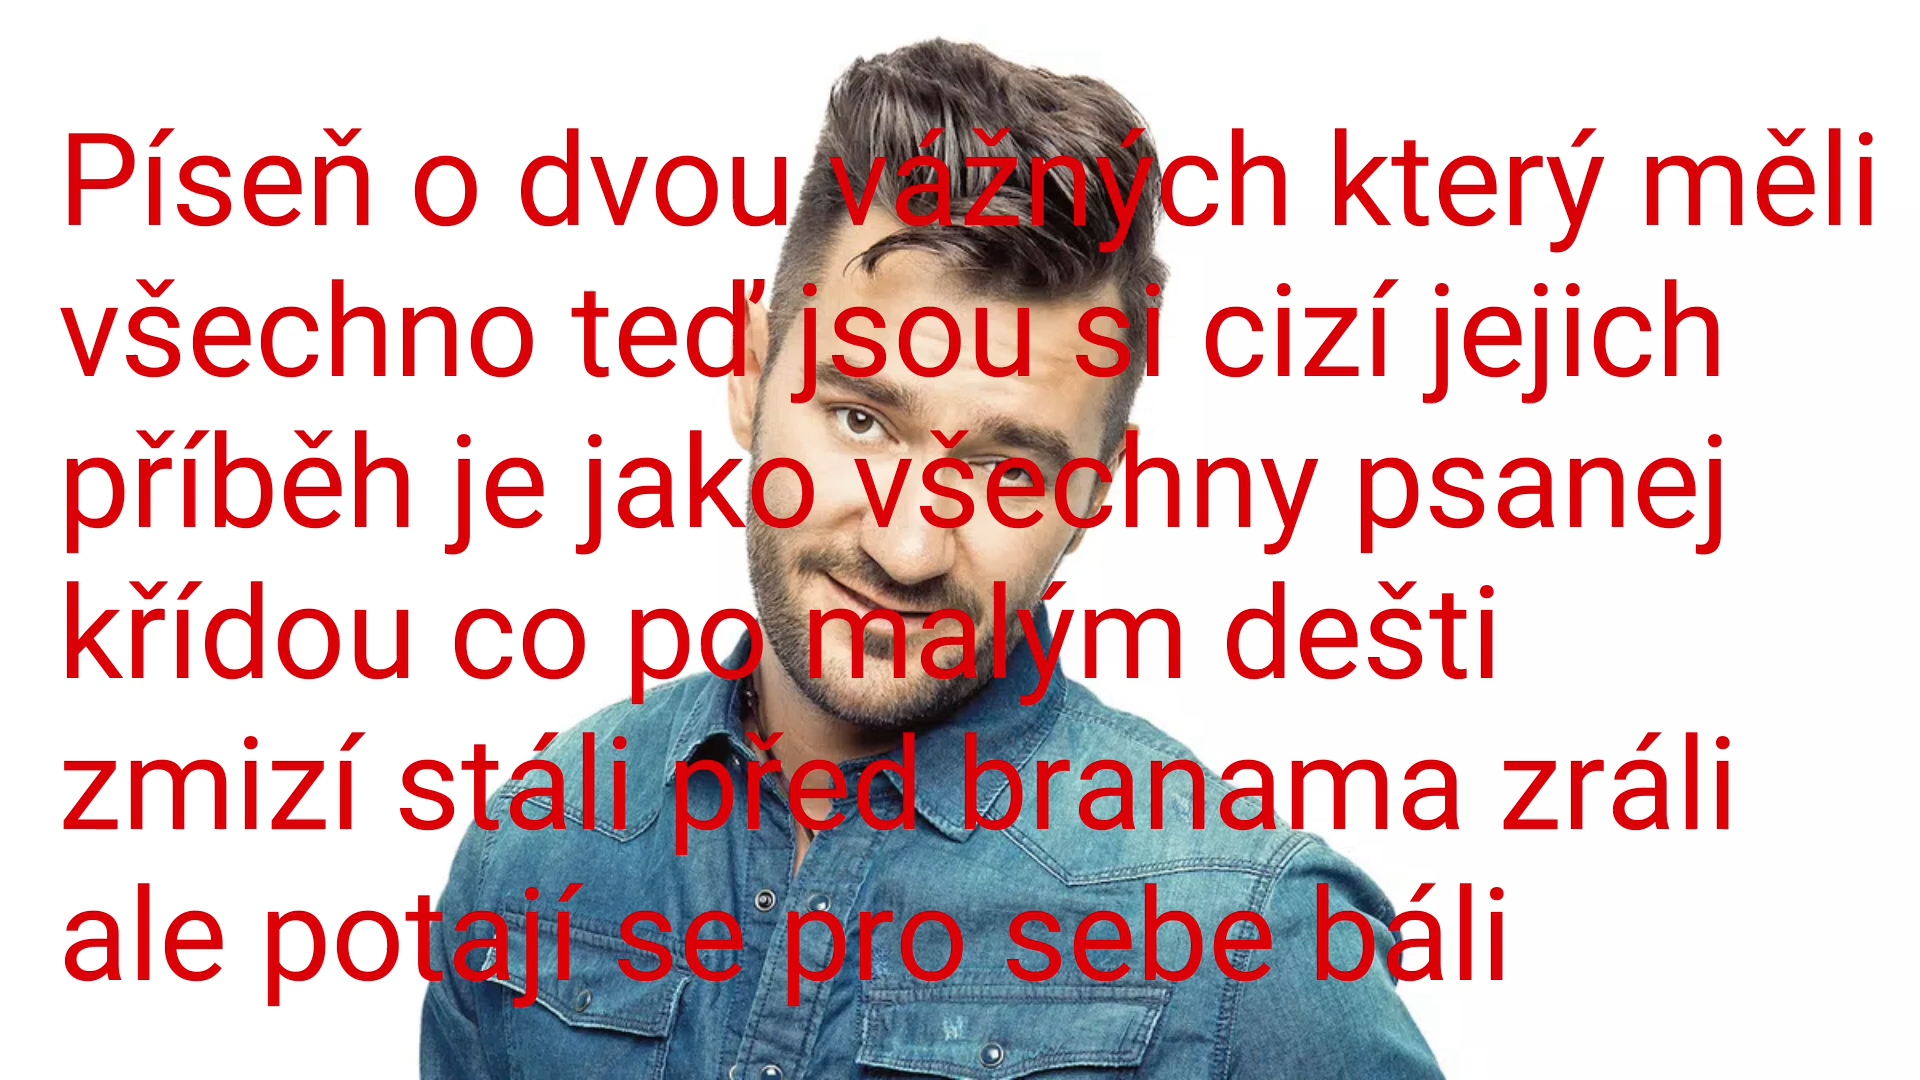 Píseň o dvou vážných který měli
všechno teď jsou si cizí jejich
příběh je jako všechny psanej
křídou co po malým dešti
zmizí stáli před branama zráli
ale potají se pro sebe báli